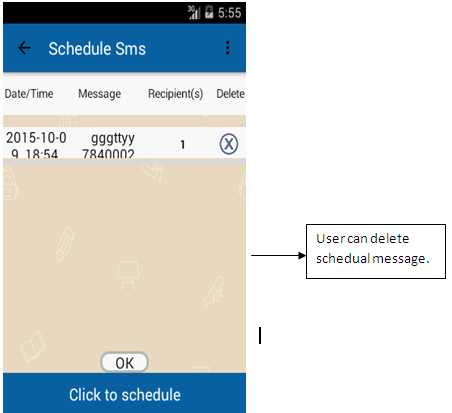 3G 5:55
Schedule Sms
Date/Time Message Recipient(s) Delete
2015-10-0 gggttyy 1 X
9 18:54 7840002
User can delete
schedual message.
OK
Click to schedule